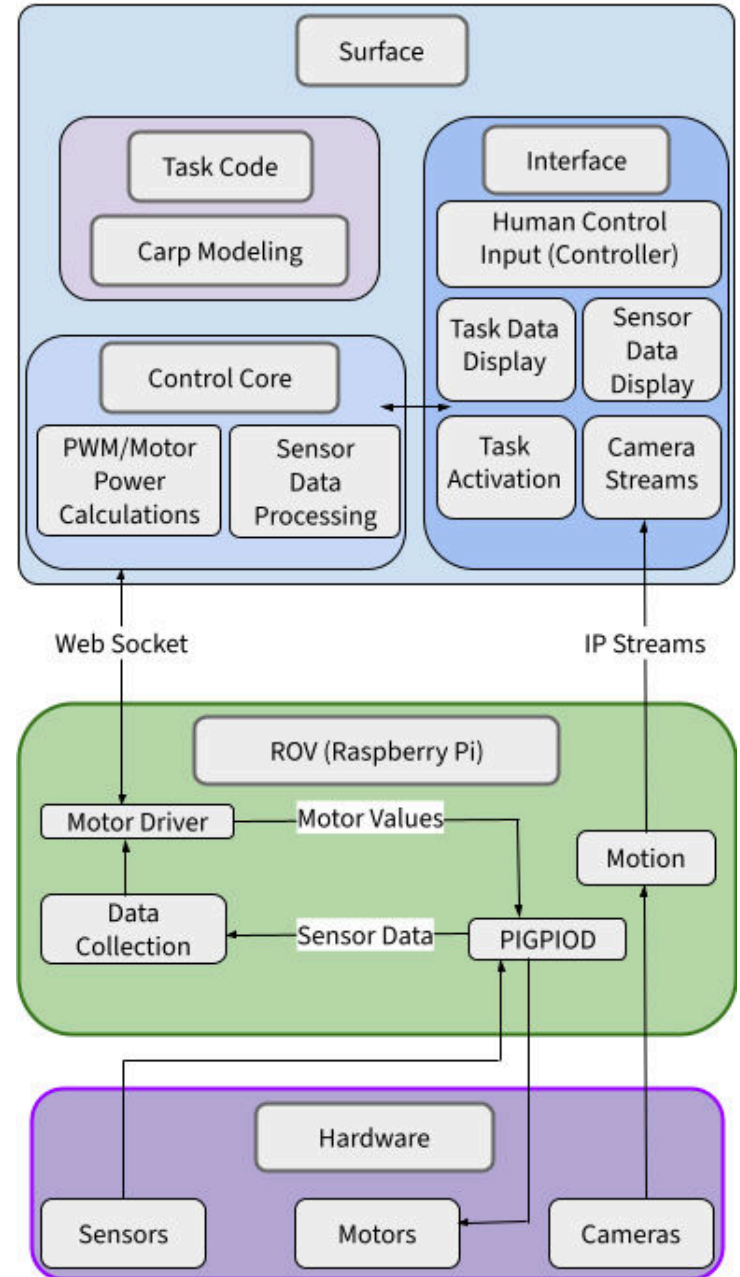 Surface
Task Code
Carp Modeling
Interface
Human Control
Input (Controller)
Task Data
Display
Sensor
Data
Display
Task
Activation
Camera
Streams
Control Core
PWM/Motor
Power
Calculations
Sensor
Data
Processing
Web Socket
IP Streams
ROV (Raspberry Pi)
Motor Driver
Motor Values
Motion
Data
Collection
Sensor Data
PIGPIOD
Hardware
Sensors
Motors
Cameras